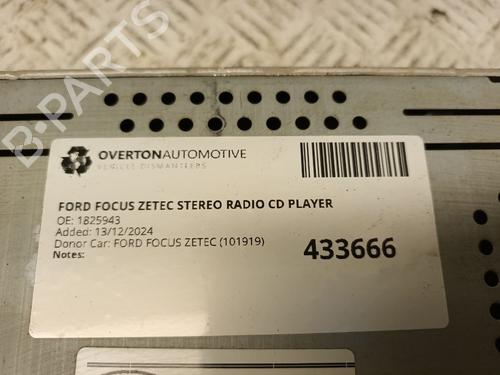 B-PARTS
OVERTONAUTOMOTIVE
VEHICLE DISMANTLERS
FORD FOCUS ZETEC STEREO RADIO CD PLAYER
OE: 1825943
Added: 13/12/2024
Donor Car: FORD FOCUS ZETEC (101919)
Notes:
433666